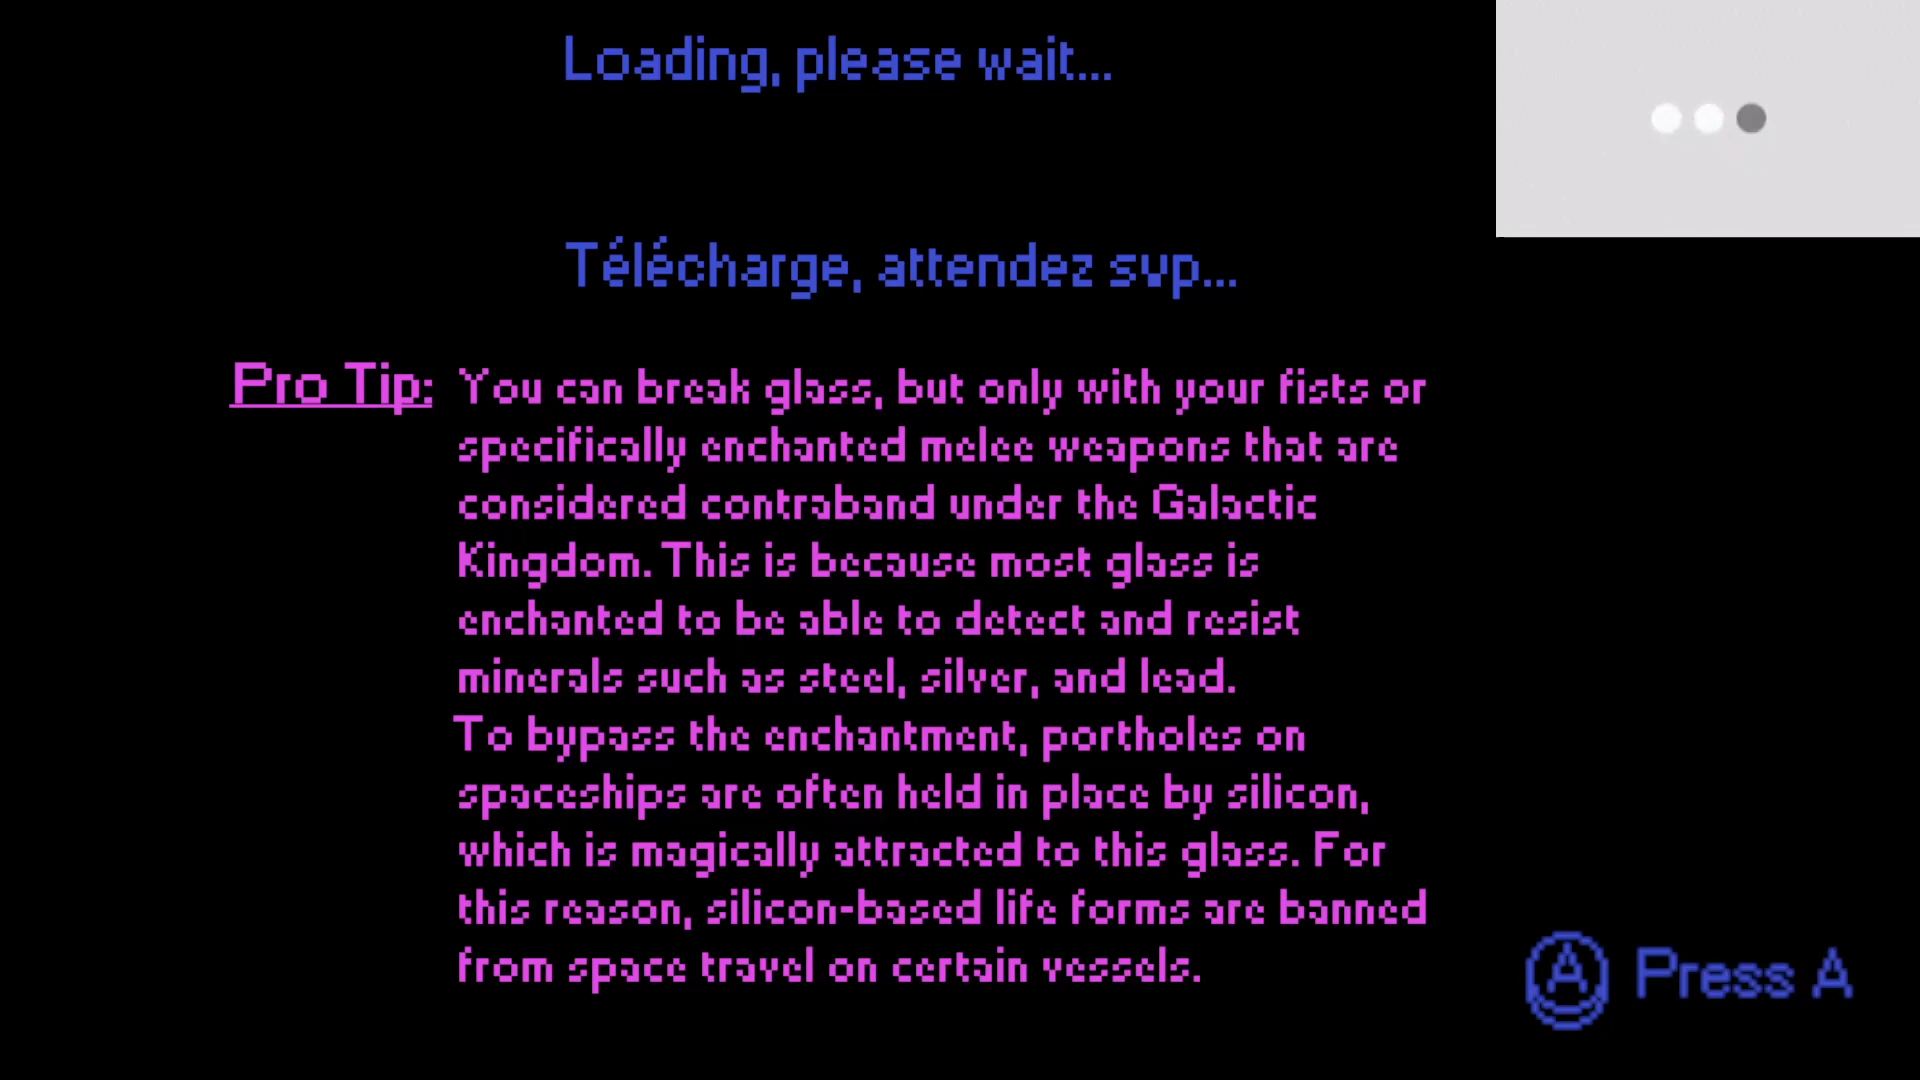 Loading, please wait...
Télécharge, attendez svp...
Pro Tip: You can break glass, but only with your fists or
specifically enchanted melee weapons that are
considered contraband under the Galactic
Kingdom. This is because most glass is
enchanted to be able to detect and resist
minerals such as steel, silver, and lead.
To bypass the enchantment, portholes on
spaceships are often held in place by silicon,
which is magically attracted to this glass. For
this reason, silicon-based life forms are banned
from space travel on certain vessels.
A Press A